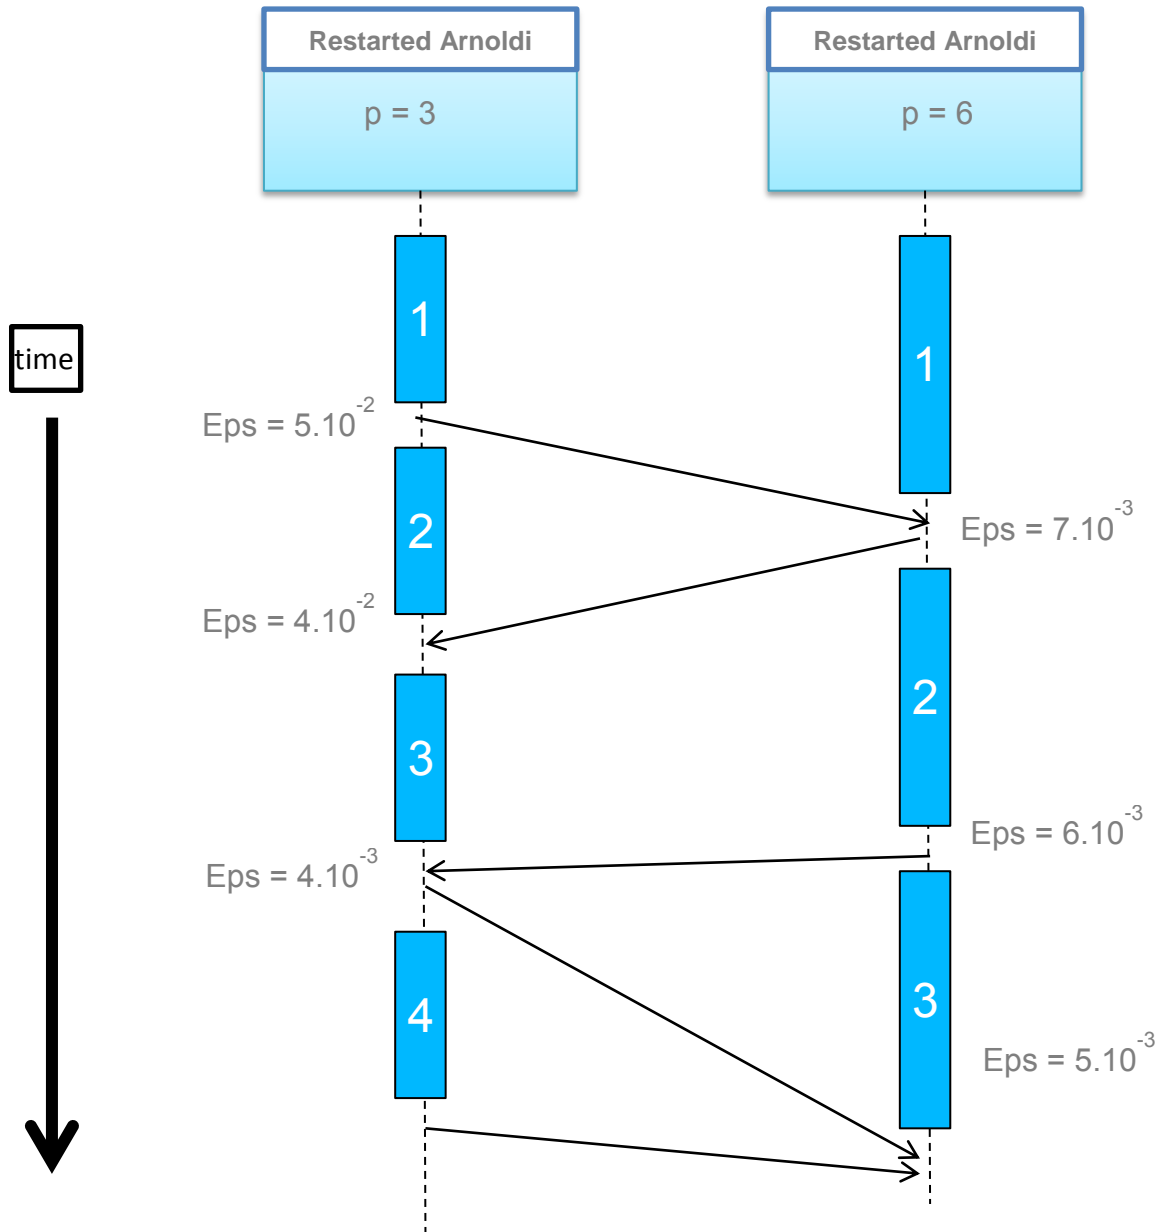 Restarted Arnoldi
Restarted Arnoldi
p = 3
p = 6
1
1
time
Eps = 5.10⁻²
2
Eps = 7.10⁻³
Eps = 4.10⁻²
2
3
Eps = 6.10⁻³
Eps = 4.10⁻³
3
4
Eps = 5.10⁻³